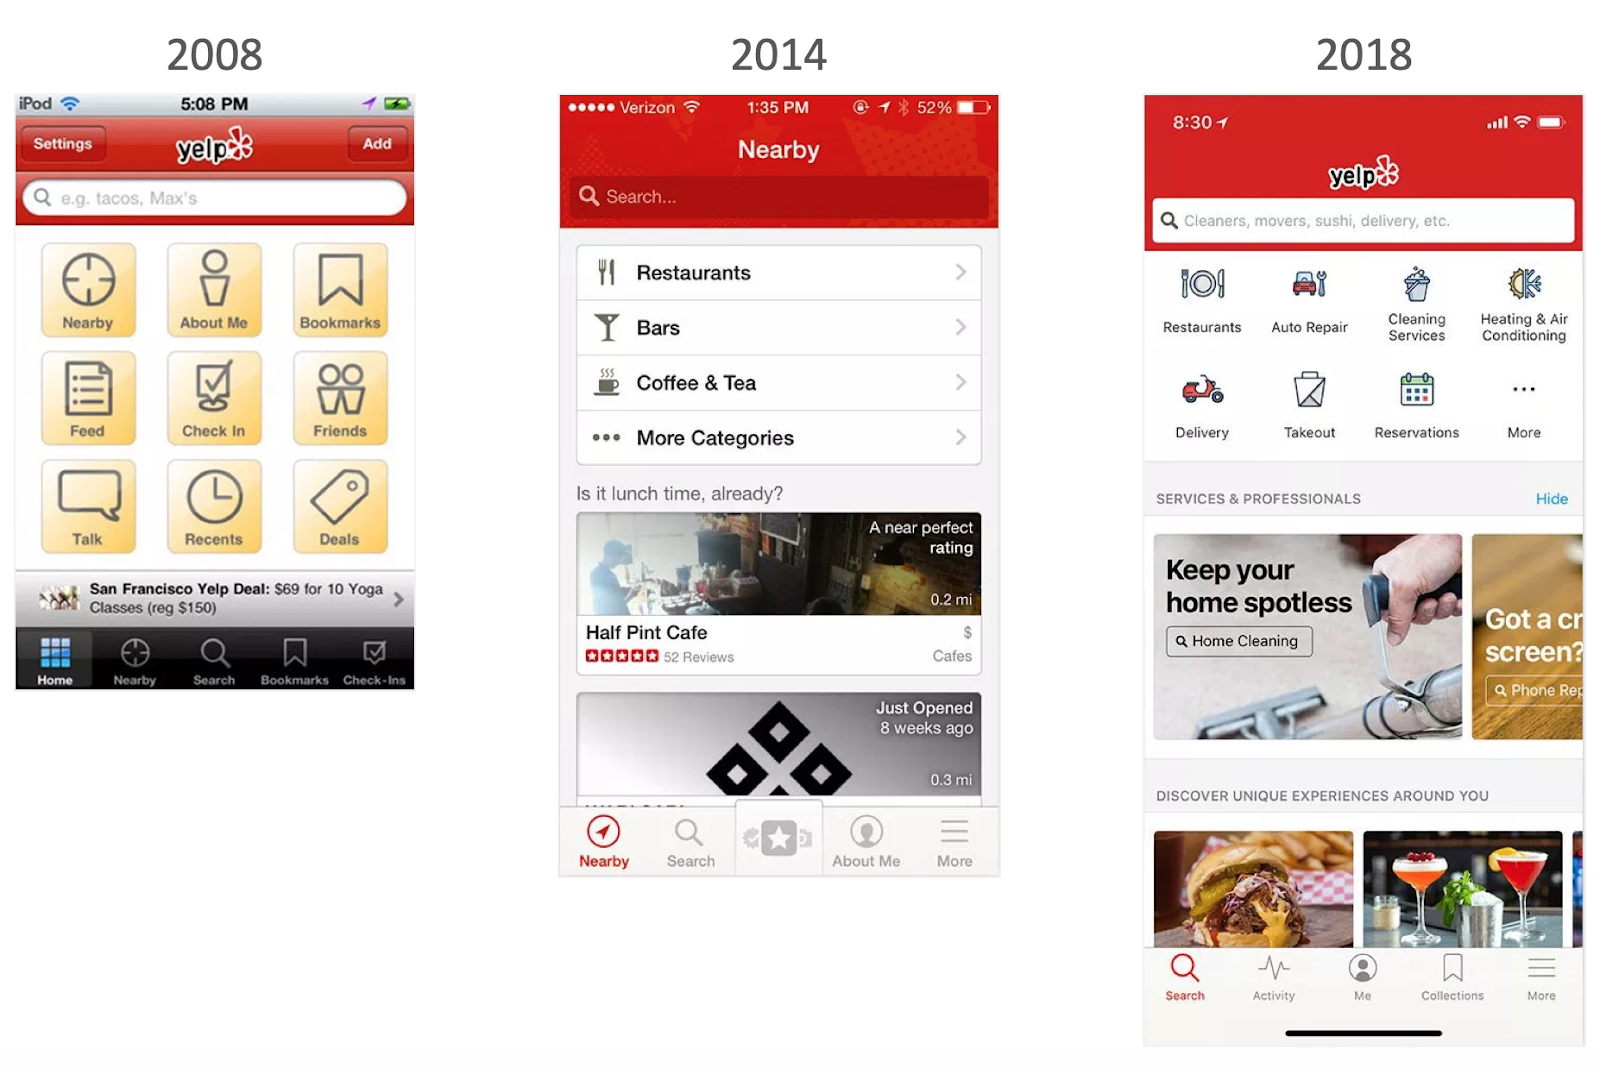 2008
iPod 5:08 PM
Settings yelp Add
e.g. tacos, Max's
Nearby About Me Bookmarks
Feed Check In Friends
Talk Recents Deals
San Francisco Yelp Deal: $69 for 10 Yoga
Classes (reg $150)
Home Nearby Search Bookmarks Check-Ins
2014
Verizon 1:35 PM 52%
Nearby
Search...
Restaurants
Bars
Coffee & Tea
More Categories
Is it lunch time, already?
A near perfect
rating
0.2 mi
Half Pint Cafe $
52 Reviews Cafes
Just Opened
8 weeks ago
0.3 mi
Nearby Search About Me More
2018
8:30
yelp
Cleaners, movers, sushi, delivery, etc.
Restaurants Auto Repair Cleaning Services Heating & Air Conditioning
Delivery Takeout Reservations More
SERVICES & PROFESSIONALS Hide
Keep your
home spotless
Home Cleaning
Got a cr
screen?
Phone Rep
DISCOVER UNIQUE EXPERIENCES AROUND YOU
Search Activity Me Collections More